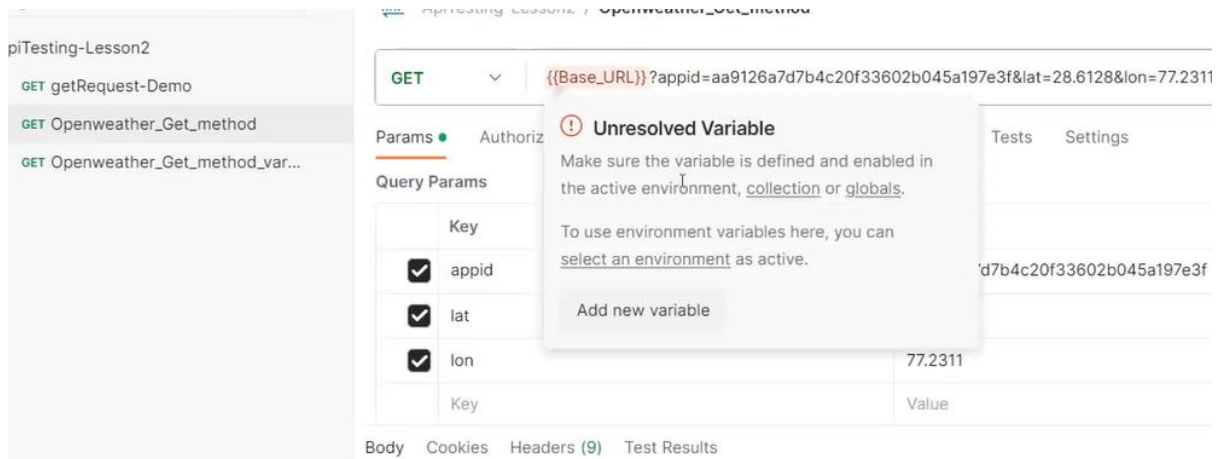 ApiTesting-Lesson2 / Openweather_Get_method
piTesting-Lesson2
GET getRequest-Demo
GET Openweather_Get_method
GET Openweather_Get_method_var...
GET {{Base_URL}}?appid=aa9126a7d7b4c20f33602b045a197e3f&lat=28.6128&lon=77.2311
Params Authoriz Tests Settings
Unresolved Variable
Make sure the variable is defined and enabled in
the active environment, collection or globals.
To use environment variables here, you can
select an environment as active.
Add new variable
Query Params
Key
appid 'd7b4c20f33602b045a197e3f
lat
lon 77.2311
Key Value
Body Cookies Headers (9) Test Results